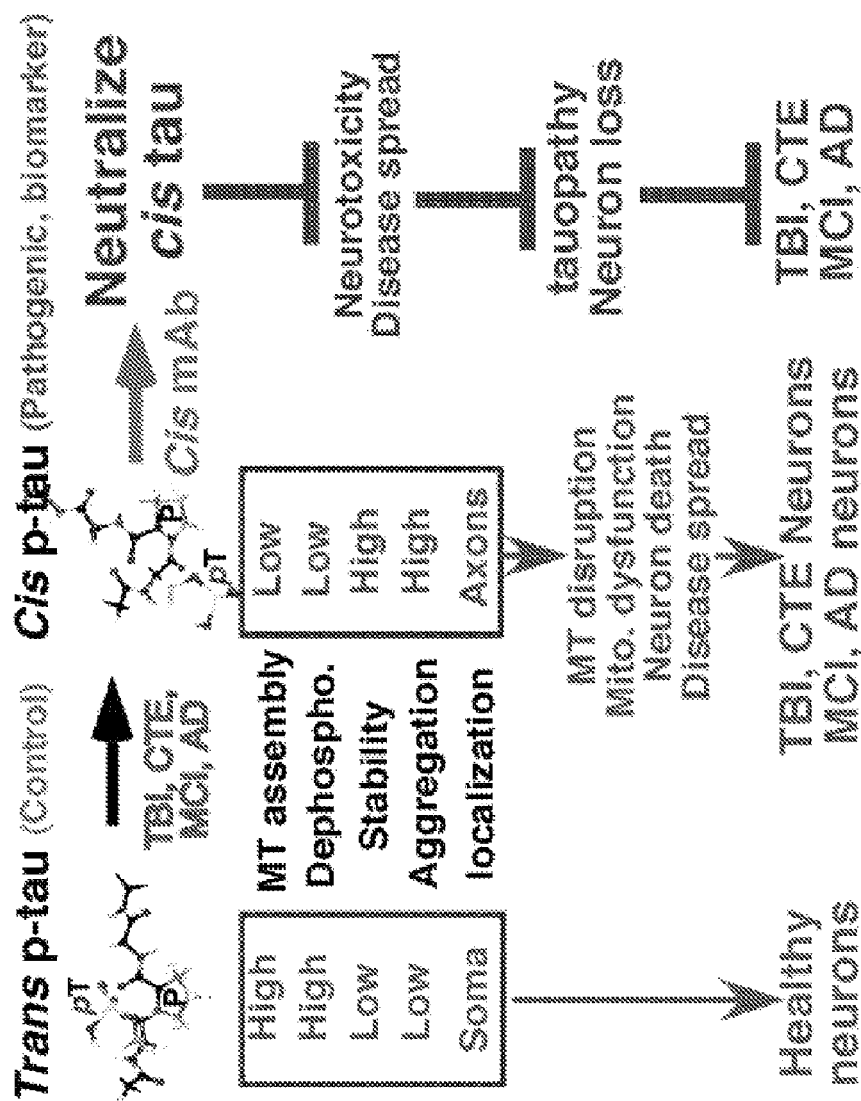 Trans p-tau (Control)
pT
P
TBI, CTE,
MCI, AD
Cis p-tau (Pathogenic, biomarker)
P
pT
Cis mAb
Neutralize
cis tau
High
High
Low
Low
Soma
MT assembly
Dephospho.
Stability
Aggregation
localization
Low
Low
High
High
Axons
Neurotoxicity
Disease spread
MT disruption
Mito. dysfunction
Neuron death
Disease spread
tauopathy
Neuron loss
Healthy
neurons
TBI, CTE Neurons
MCI, AD neurons
TBI, CTE
MCI, AD